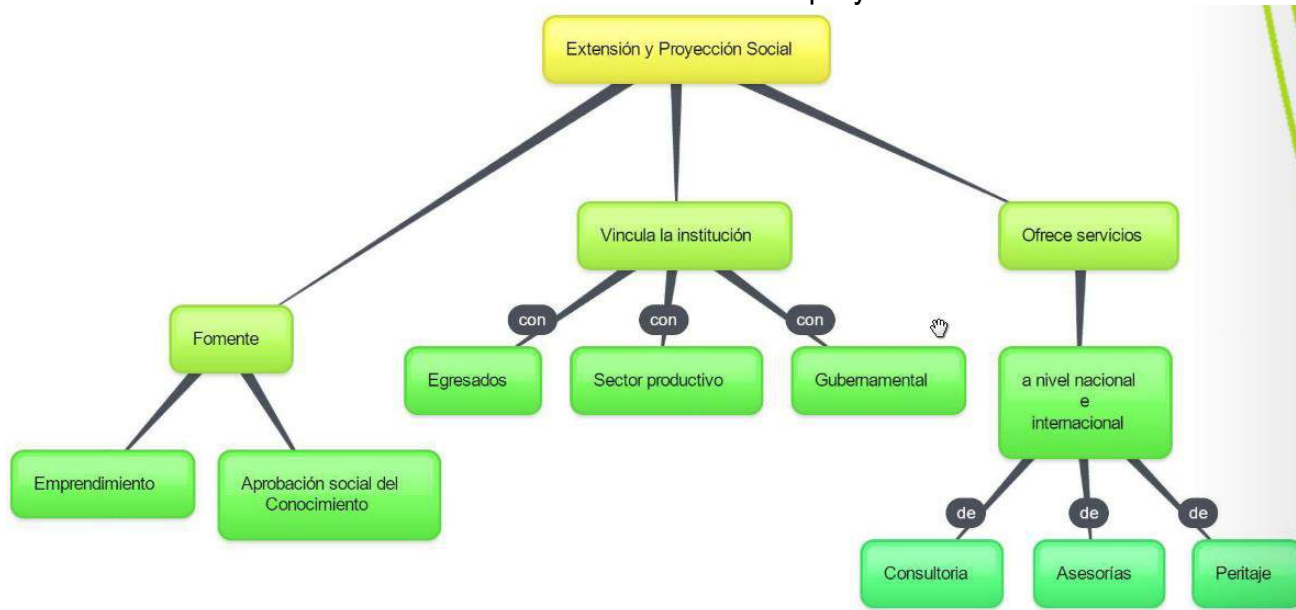 Extensión y Proyección Social
Vincula la institución
Ofrece servicios
Fomente
con
con
con
Egresados
Sector productivo
Gubernamental
a nivel nacional
e
internacional
Emprendimiento
Aprobación social del
Conocimiento
de
de
de
Consultoria
Asesorías
Peritaje